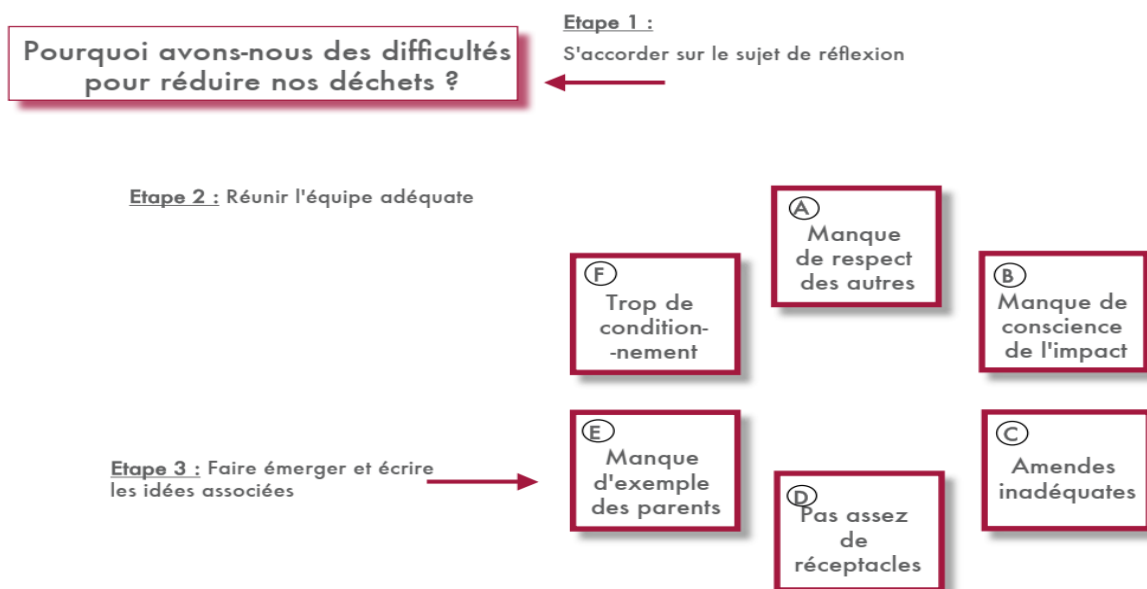 Pourquoi avons-nous des difficultés
pour réduire nos déchets ?
Etape 1 :
S'accorder sur le sujet de réflexion
Etape 2 : Réunir l'équipe adéquate
A
Manque
de respect
des autres
B
Manque de
conscience
de l'impact
F
Trop de
condition-
-nement
Etape 3 : Faire émerger et écrire
les idées associées
E
Manque
d'exemple
des parents
D
Pas assez
de
réceptacles
C
Amendes
inadéquates